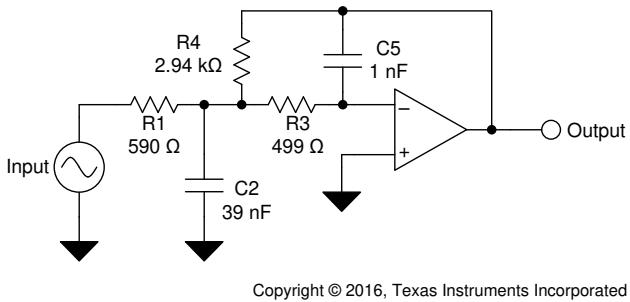 R4
2.94 kΩ
C5
1 nF
R1
590 Ω
R3
499 Ω
−
+
Input
Output
C2
39 nF
Copyright © 2016, Texas Instruments Incorporated